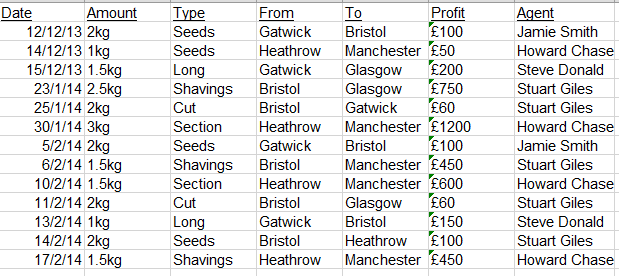 Date Amount Type From To Profit Agent
12/12/13 2kg Seeds Gatwick Bristol £100 Jamie Smith
14/12/13 1kg Seeds Heathrow Manchester £50 Howard Chase
15/12/13 1.5kg Long Gatwick Glasgow £200 Steve Donald
23/1/14 2.5kg Shavings Bristol Glasgow £750 Stuart Giles
25/1/14 2kg Cut Bristol Gatwick £60 Stuart Giles
30/1/14 3kg Section Heathrow Manchester £1200 Howard Chase
5/2/14 2kg Seeds Gatwick Bristol £100 Jamie Smith
6/2/14 1.5kg Shavings Bristol Manchester £450 Stuart Giles
10/2/14 1.5kg Section Heathrow Manchester £600 Howard Chase
11/2/14 2kg Cut Bristol Glasgow £60 Stuart Giles
13/2/14 1kg Long Gatwick Bristol £150 Steve Donald
14/2/14 2kg Seeds Bristol Heathrow £100 Stuart Giles
17/2/14 1.5kg Shavings Heathrow Manchester £450 Howard Chase